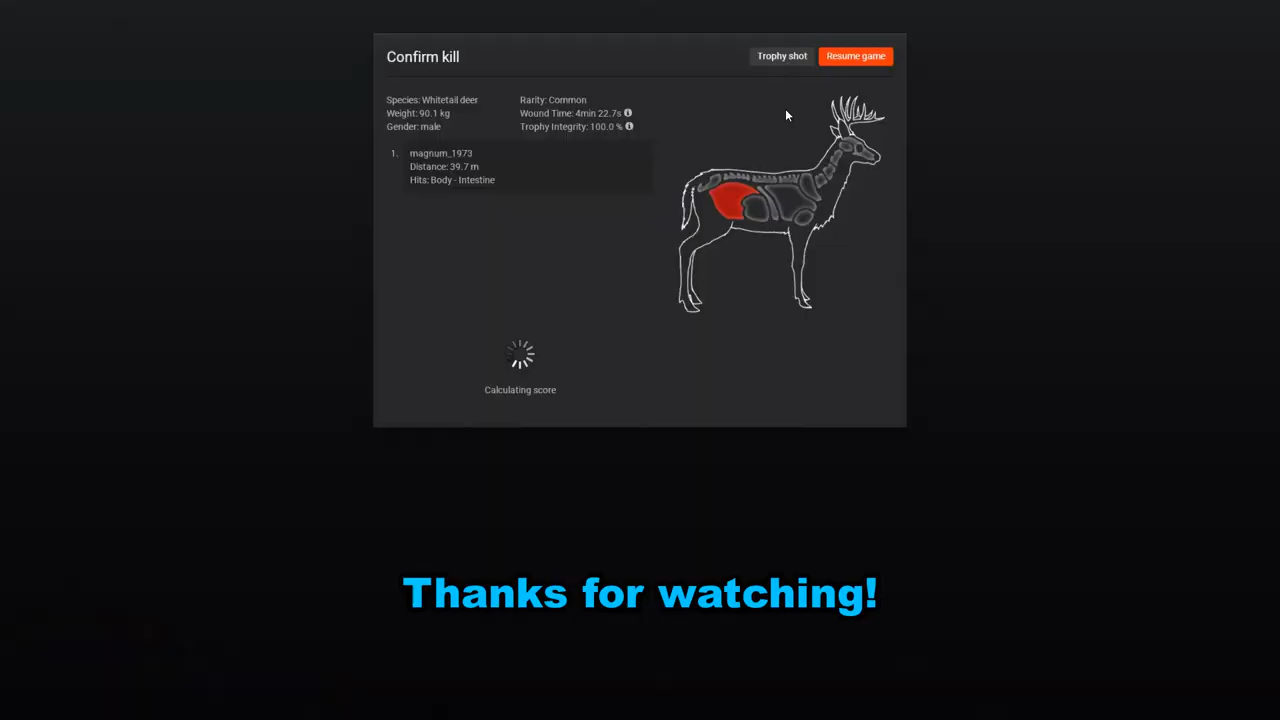 Confirm kill
Trophy shot
Resume game
Species: Whitetail deer
Weight: 90.1 kg
Gender: male
Rarity: Common
Wound Time: 4min 22.7s
Trophy Integrity: 100.0 %
1. magnum_1973
Distance: 39.7 m
Hits: Body - Intestine
Calculating score
Thanks for watching!